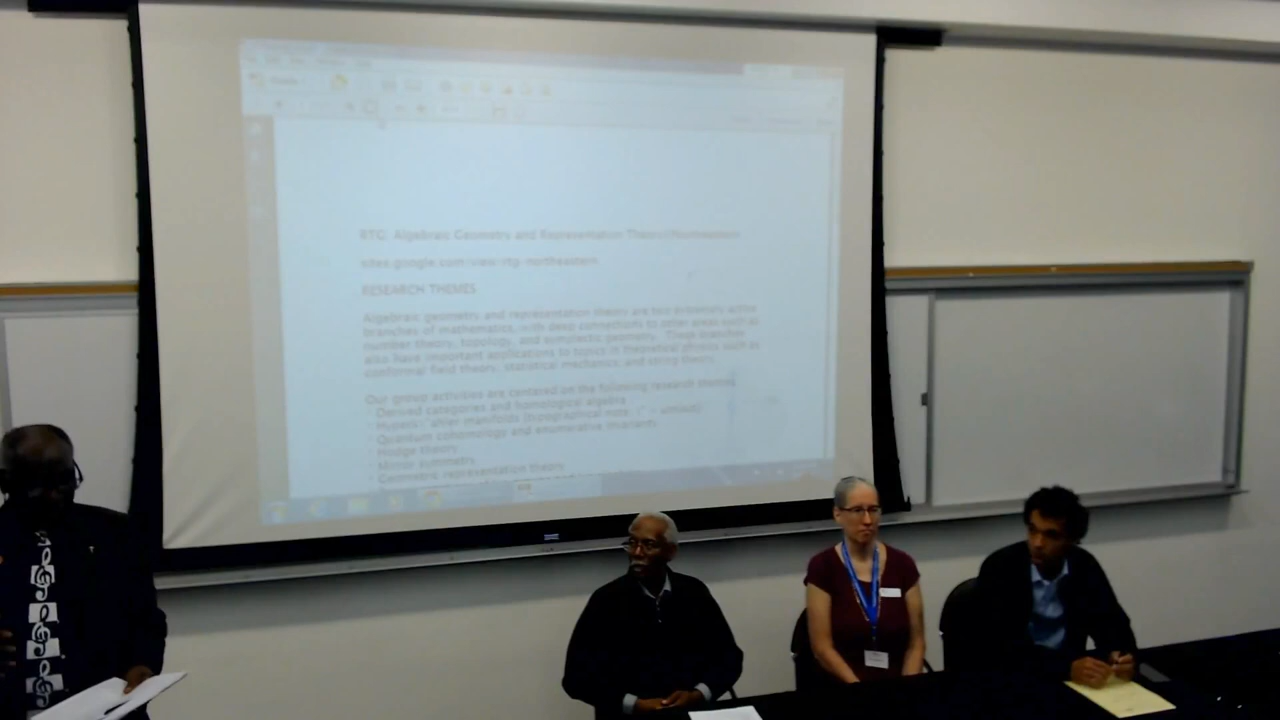 RTG: Algebraic Geometry and Representation Theory
sites.google.com/view/rtg-northeastern
RESEARCH THEMES
Algebraic geometry and representation theory are two extremely active
branches of mathematics, with deep connections to other areas such as
number theory, topology, and symplectic geometry. These branches
also have important applications to topics in theoretical physics such as
conformal field theory, statistical mechanics, and string theory.
Our group activities are centered on the following research themes
- Derived categories and homological algebra
manifolds (typographical note:
- Quantum cohomology and enumerative invariants
- Hodge theory
- Mirror symmetry
- Geometric representation theory